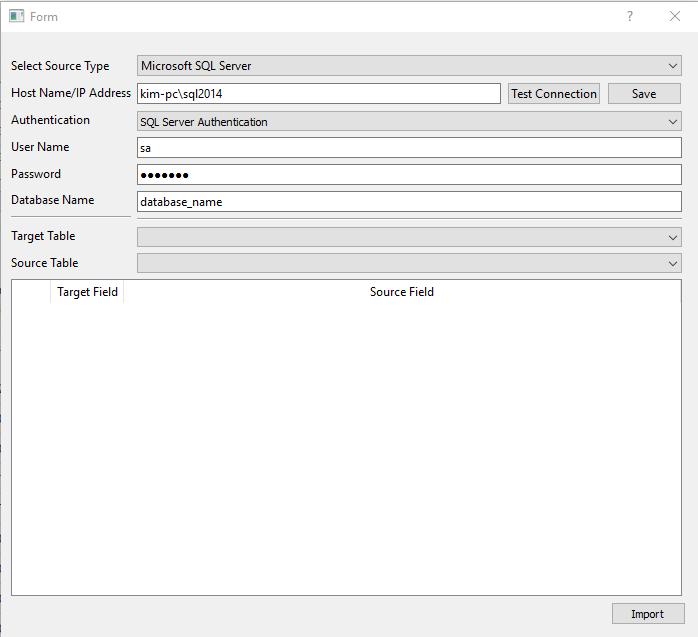 Form
Select Source Type Microsoft SQL Server
Host Name/IP Address kim-pc\sql2014 Test Connection Save
Authentication SQL Server Authentication
User Name sa
Password ●●●●●●●
Database Name database_name
Target Table
Source Table
Target Field Source Field
Import